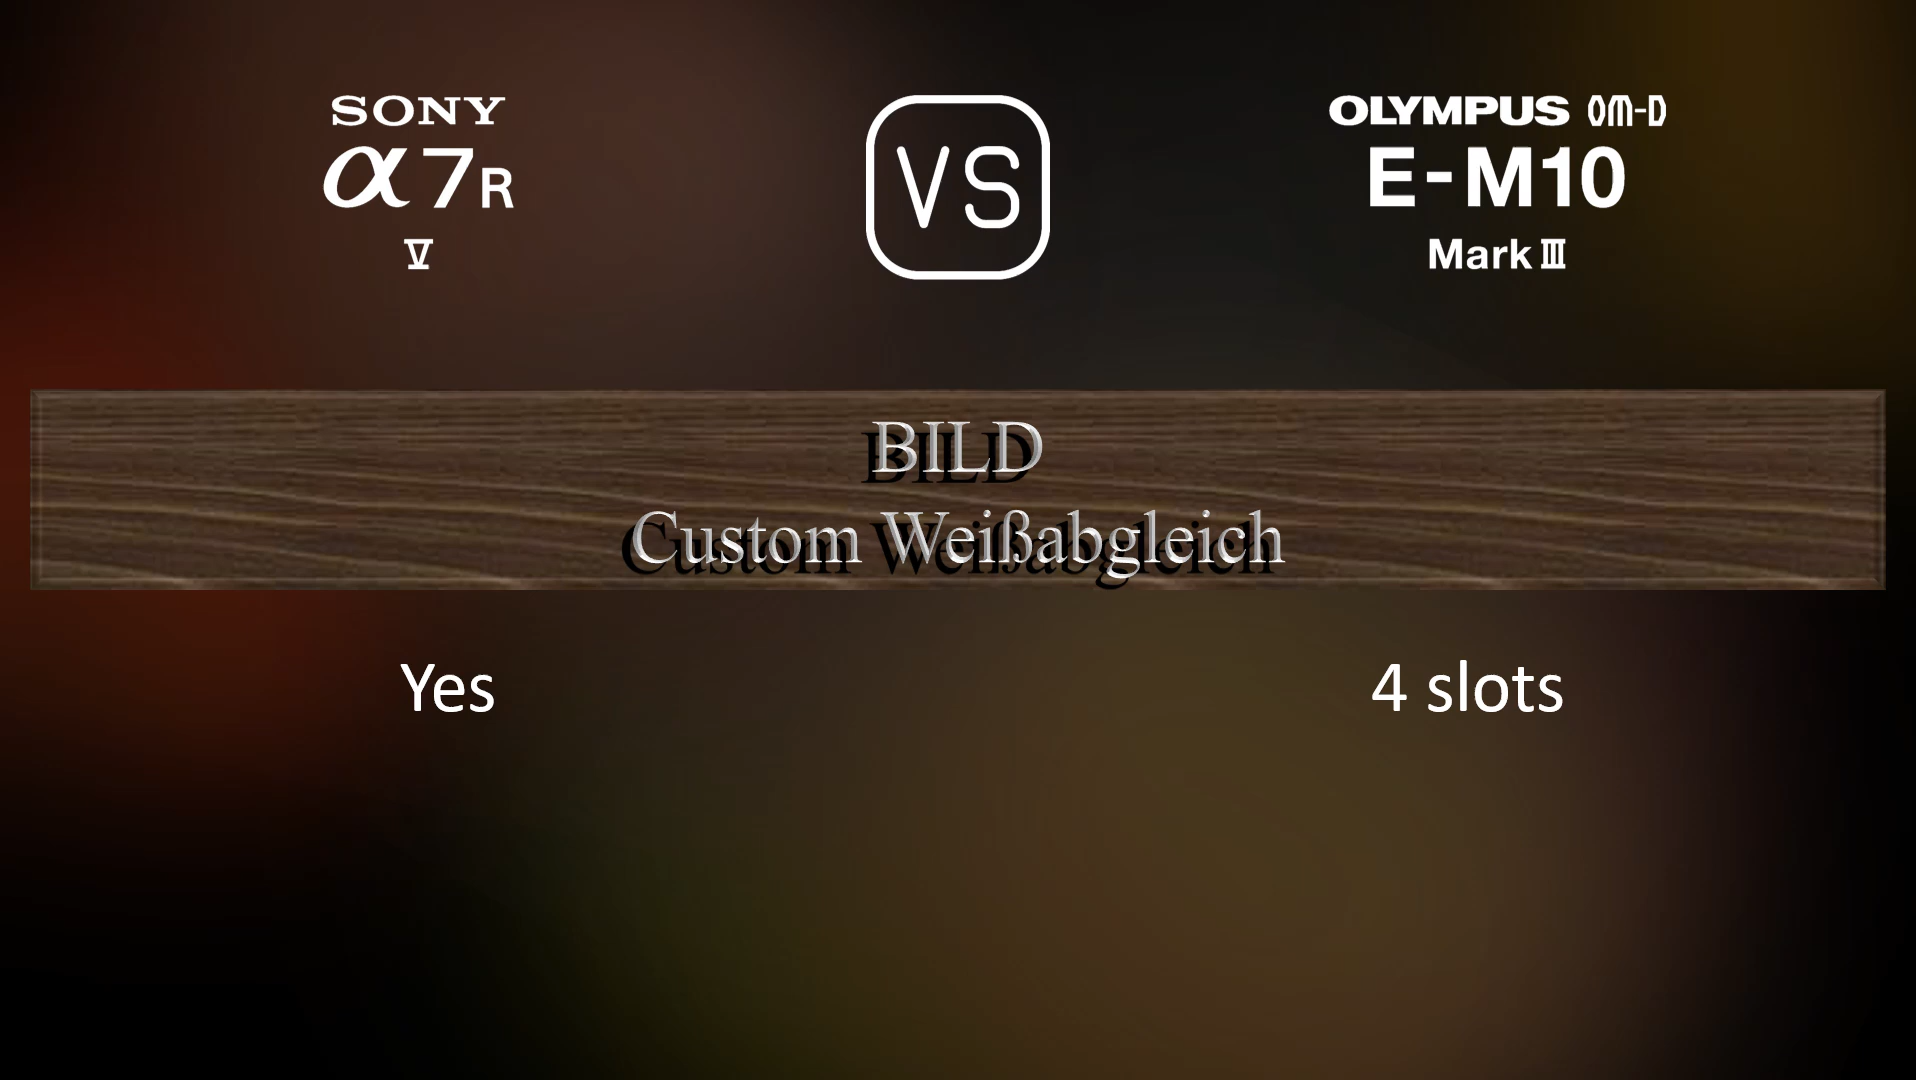 SONY
α7R
V
VS
OLYMPUS OM-D
E-M10
Mark III
BILD
Custom Weißabgleich
Yes
4 slots